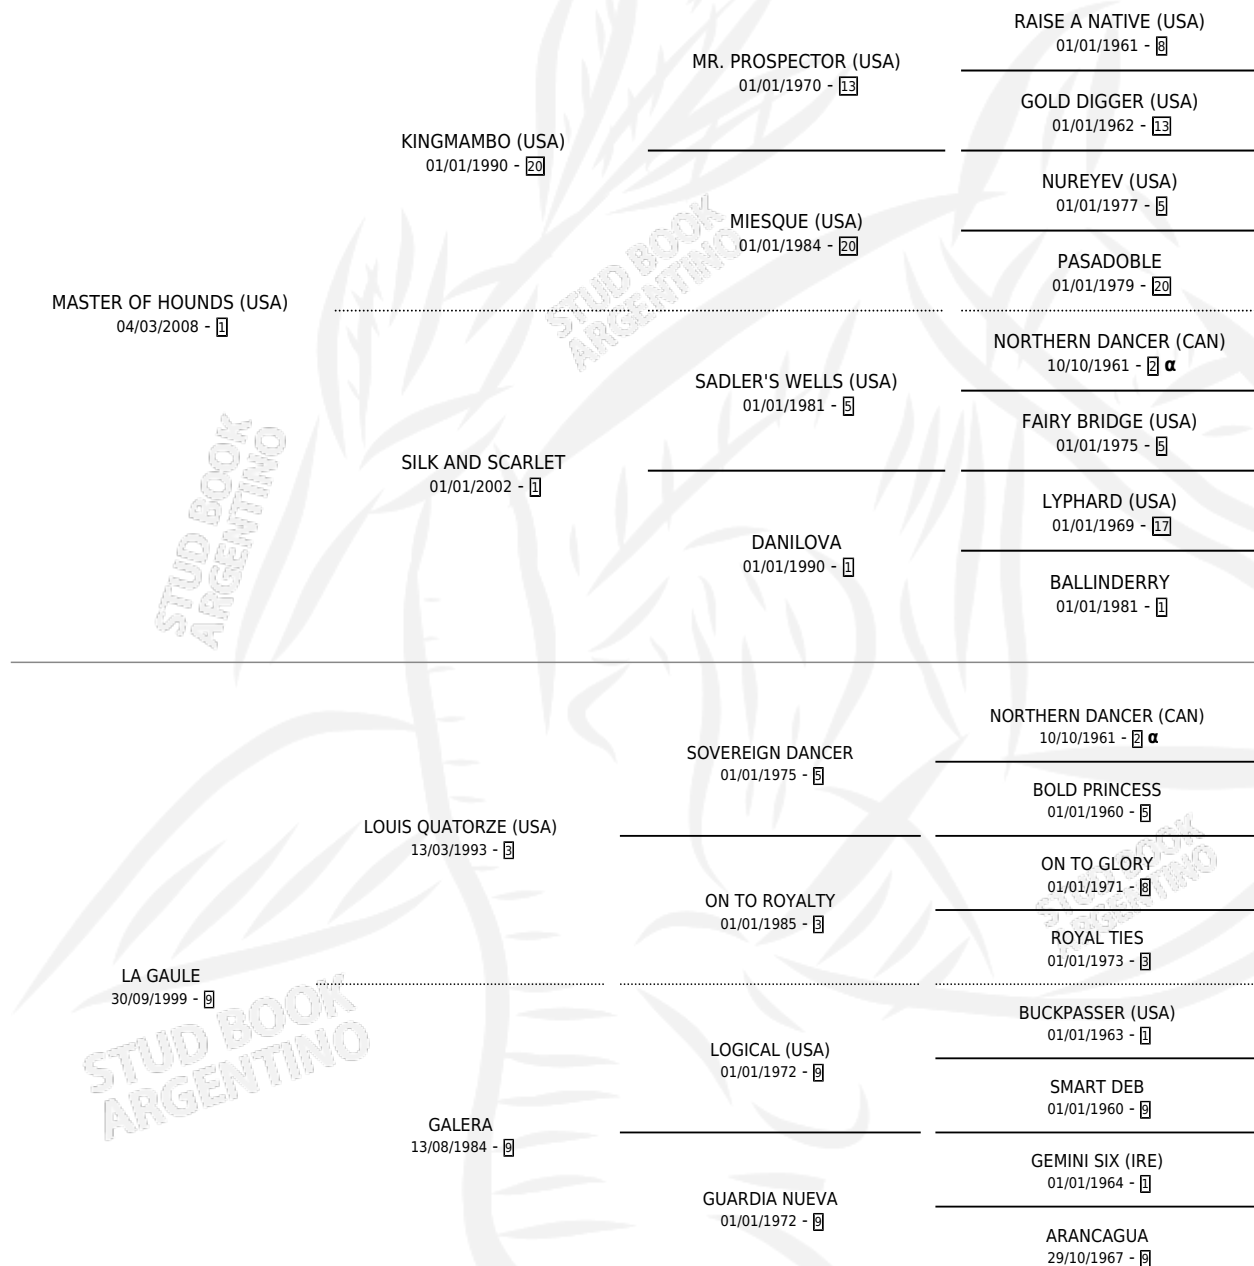 RAISE A NATIVE (USA)
01/01/1961 - 8
MR. PROSPECTOR (USA)
01/01/1970 - 13
GOLD DIGGER (USA)
01/01/1962 - 13
KINGMAMBO (USA)
01/01/1990 - 20
NUREYEV (USA)
01/01/1977 - 5
MIESQUE (USA)
01/01/1984 - 20
PASADOBLE
01/01/1979 - 20
MASTER OF HOUNDS (USA)
04/03/2008 - 1
NORTHERN DANCER (CAN)
10/10/1961 - 2 α
SADLER'S WELLS (USA)
01/01/1981 - 5
FAIRY BRIDGE (USA)
01/01/1975 - 5
SILK AND SCARLET
01/01/2002 - 1
LYPHARD (USA)
01/01/1969 - 17
DANILOVA
01/01/1990 - 1
BALLINDERRY
01/01/1981 - 1
STUD BOOK
ARGENTINO
STUD BOOK
ARGENTINO
NORTHERN DANCER (CAN)
10/10/1961 - 2 α
SOVEREIGN DANCER
01/01/1975 - 5
BOLD PRINCESS
01/01/1960 - 5
LOUIS QUATORZE (USA)
13/03/1993 - 3
ON TO GLORY
01/01/1971 - 8
ON TO ROYALTY
01/01/1985 - 3
ROYAL TIES
01/01/1973 - 3
LA GAULE
30/09/1999 - 9
BUCKPASSER (USA)
01/01/1963 - 1
LOGICAL (USA)
01/01/1972 - 9
SMART DEB
01/01/1960 - 9
GALERA
13/08/1984 - 9
GEMINI SIX (IRE)
01/01/1964 - 1
GUARDIA NUEVA
01/01/1972 - 9
ARANCAGUA
29/10/1967 - 9
STUD BOOK
ARGENTINO
STUD BOOK
ARGENTINO